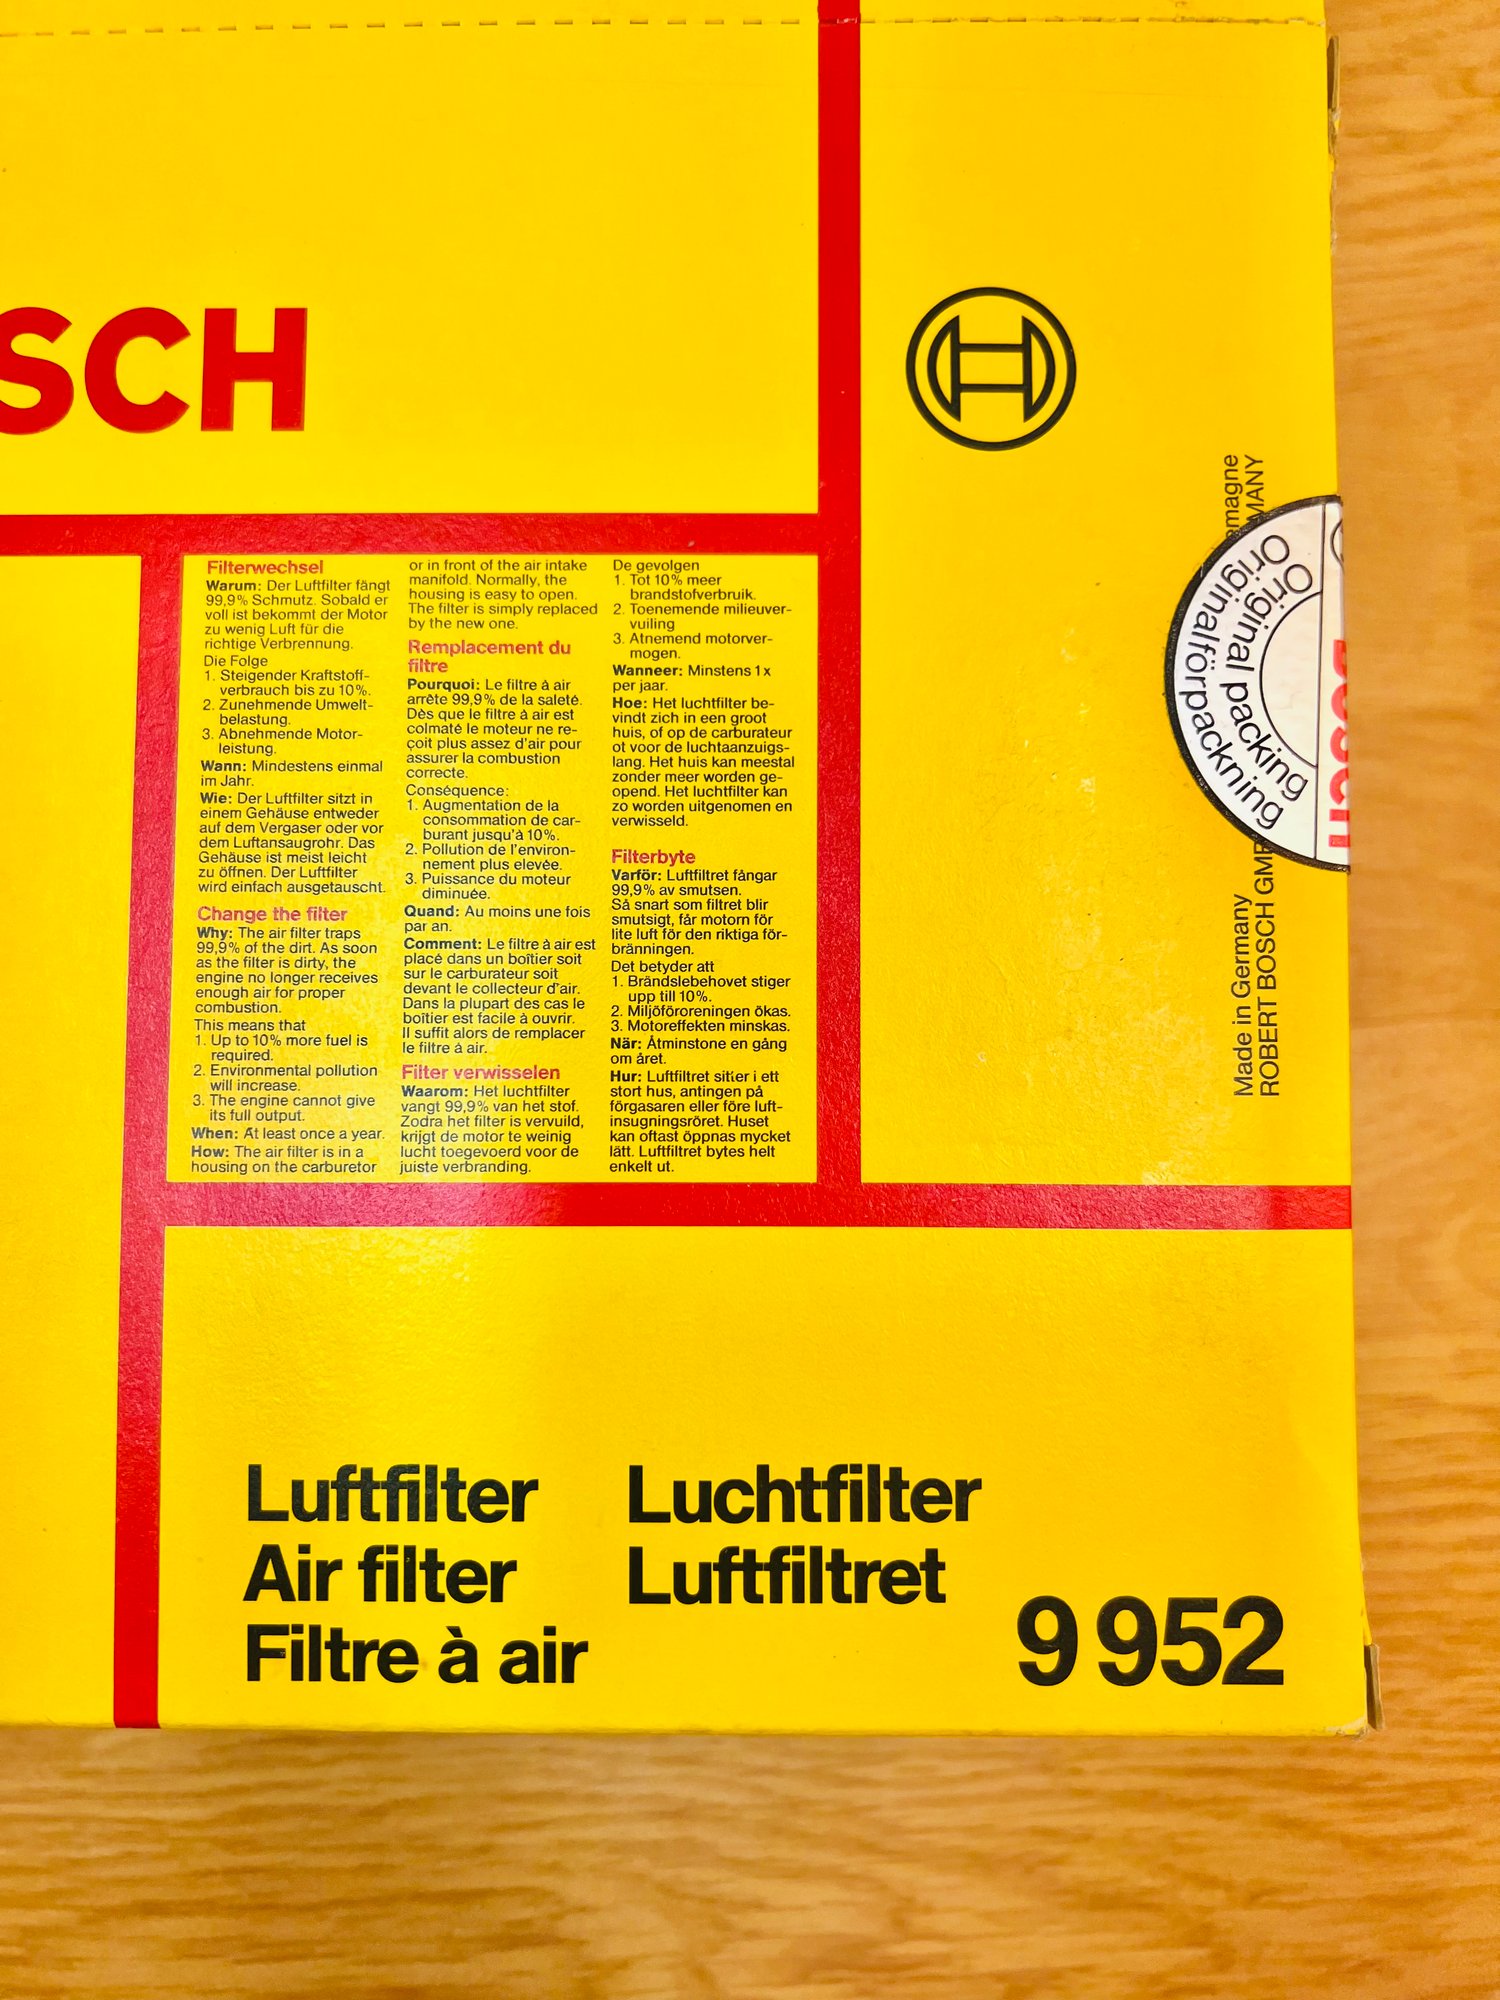 SCH
Filterwechsel
Warum: Der Luftfilter fängt
99,9% Schmutz. Sobald er
voll ist bekommt der Motor
zu wenig Luft für die
richtige Verbrennung.
Die Folge
1. Steigender Kraftstoff-
verbrauch bis zu 10%.
2. Zunehmende Umwelt-
belastung.
3. Abnehmende Motor-
leistung.
Wann: Mindestens einmal
im Jahr.
Wie: Der Luftfilter sitzt in
einem Gehäuse entweder
auf dem Vergaser oder vor
dem Luftansaugrohr. Das
Gehäuse ist meist leicht
zu öffnen. Der Luftfilter
wird einfach ausgetauscht.
Change the filter
Why: The air filter traps
99,9% of the dirt. As soon
as the filter is dirty, the
engine no longer receives
enough air for proper
combustion.
This means that
1. Up to 10% more fuel is
required.
2. Environmental pollution
will increase.
3. The engine cannot give
its full output.
When: At least once a year.
How: The air filter is in a
housing on the carburetor
or in front of the air intake
manifold. Normally, the
housing is easy to open.
The filter is simply replaced
by the new one.
Remplacement du
filtre
Pourquoi: Le filtre à air
arrête 99,9% de la saleté.
Dès que le filtre à air est
colmaté le moteur ne re-
çoit plus assez d'air pour
assurer la combustion
correcte.
Conséquence:
1. Augmentation de la
consommation de car-
burant jusqu'à 10%.
2. Pollution de l'environ-
nement plus elevée.
3. Puissance du moteur
diminuée.
Quand: Au moins une fois
par an.
Comment: Le filtre à air est
placé dans un boîtier soit
sur le carburateur soit
devant le collecteur d'air.
Dans la plupart des cas le
boîtier est facile à ouvrir.
Il suffit alors de remplacer
le filtre à air.
Filter verwisselen
Waarom: Het luchtfilter
vangt 99,9% van het stof.
Zodra het filter is vervuild,
krijgt de motor te weinig
lucht toegevoerd voor de
juiste verbranding.
De gevolgen
1. Tot 10% meer
brandstofverbruik.
2. Toenemende milieuver-
vuiling
3. Atnemend motorver-
mogen.
Wanneer: Minstens 1x
per jaar.
Hoe: Het luchtfilter be-
vindt zich in een groot
huis, of op de carburateur
ot voor de luchtaanzuigs-
lang. Het huis kan meestal
zonder meer worden ge-
opend. Het luchtfilter kan
zo worden uitgenomen en
verwisseld.
Filterbyte
Varför: Luftfiltret fångar
99,9% av smutsen.
Så snart som filtret blir
smutsigt, får motorn för
lite luft för den riktiga för-
bränningen.
Det betyder att
1. Brändslebehovet stiger
upp till 10%.
2. Miljöföroreningen ökas.
3. Motoreffekten minskas.
När: Åtminstone en gång
om året.
Hur: Luftfiltret sitter i ett
stort hus, antingen på
förgasaren eller före luft-
insugningsröret. Huset
kan oftast öppnas mycket
lätt. Luftfiltret bytes helt
enkelt ut.
Made in Germany emagne
ROBERT BOSCH GMB MANY
Original packing
Originalförpackning
Bosch
Luftfilter
Air filter
Filtre à air
Luchtfilter
Luftfiltret
9 952